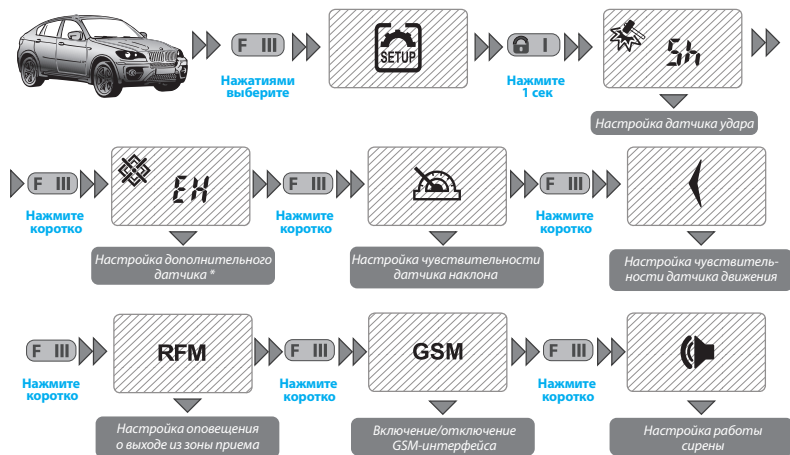 F III
SETUP
I
Sh
Нажатиями
выберите
Нажмите
1 сек
Настройка датчика удара
F III
EH
F III
F III
Нажмите
коротко
Нажмите
коротко
Нажмите
коротко
Настройка дополнительного
датчика *
Настройка чувствительности
датчика наклона
Настройка чувствитель-
ности датчика движения
F III
RFM
F III
GSM
F III
Нажмите
коротко
Нажмите
коротко
Нажмите
коротко
Настройка оповещения
о выходе из зоны приема
Включение/отключение
GSM-интерфейса
Настройка работы
сирены